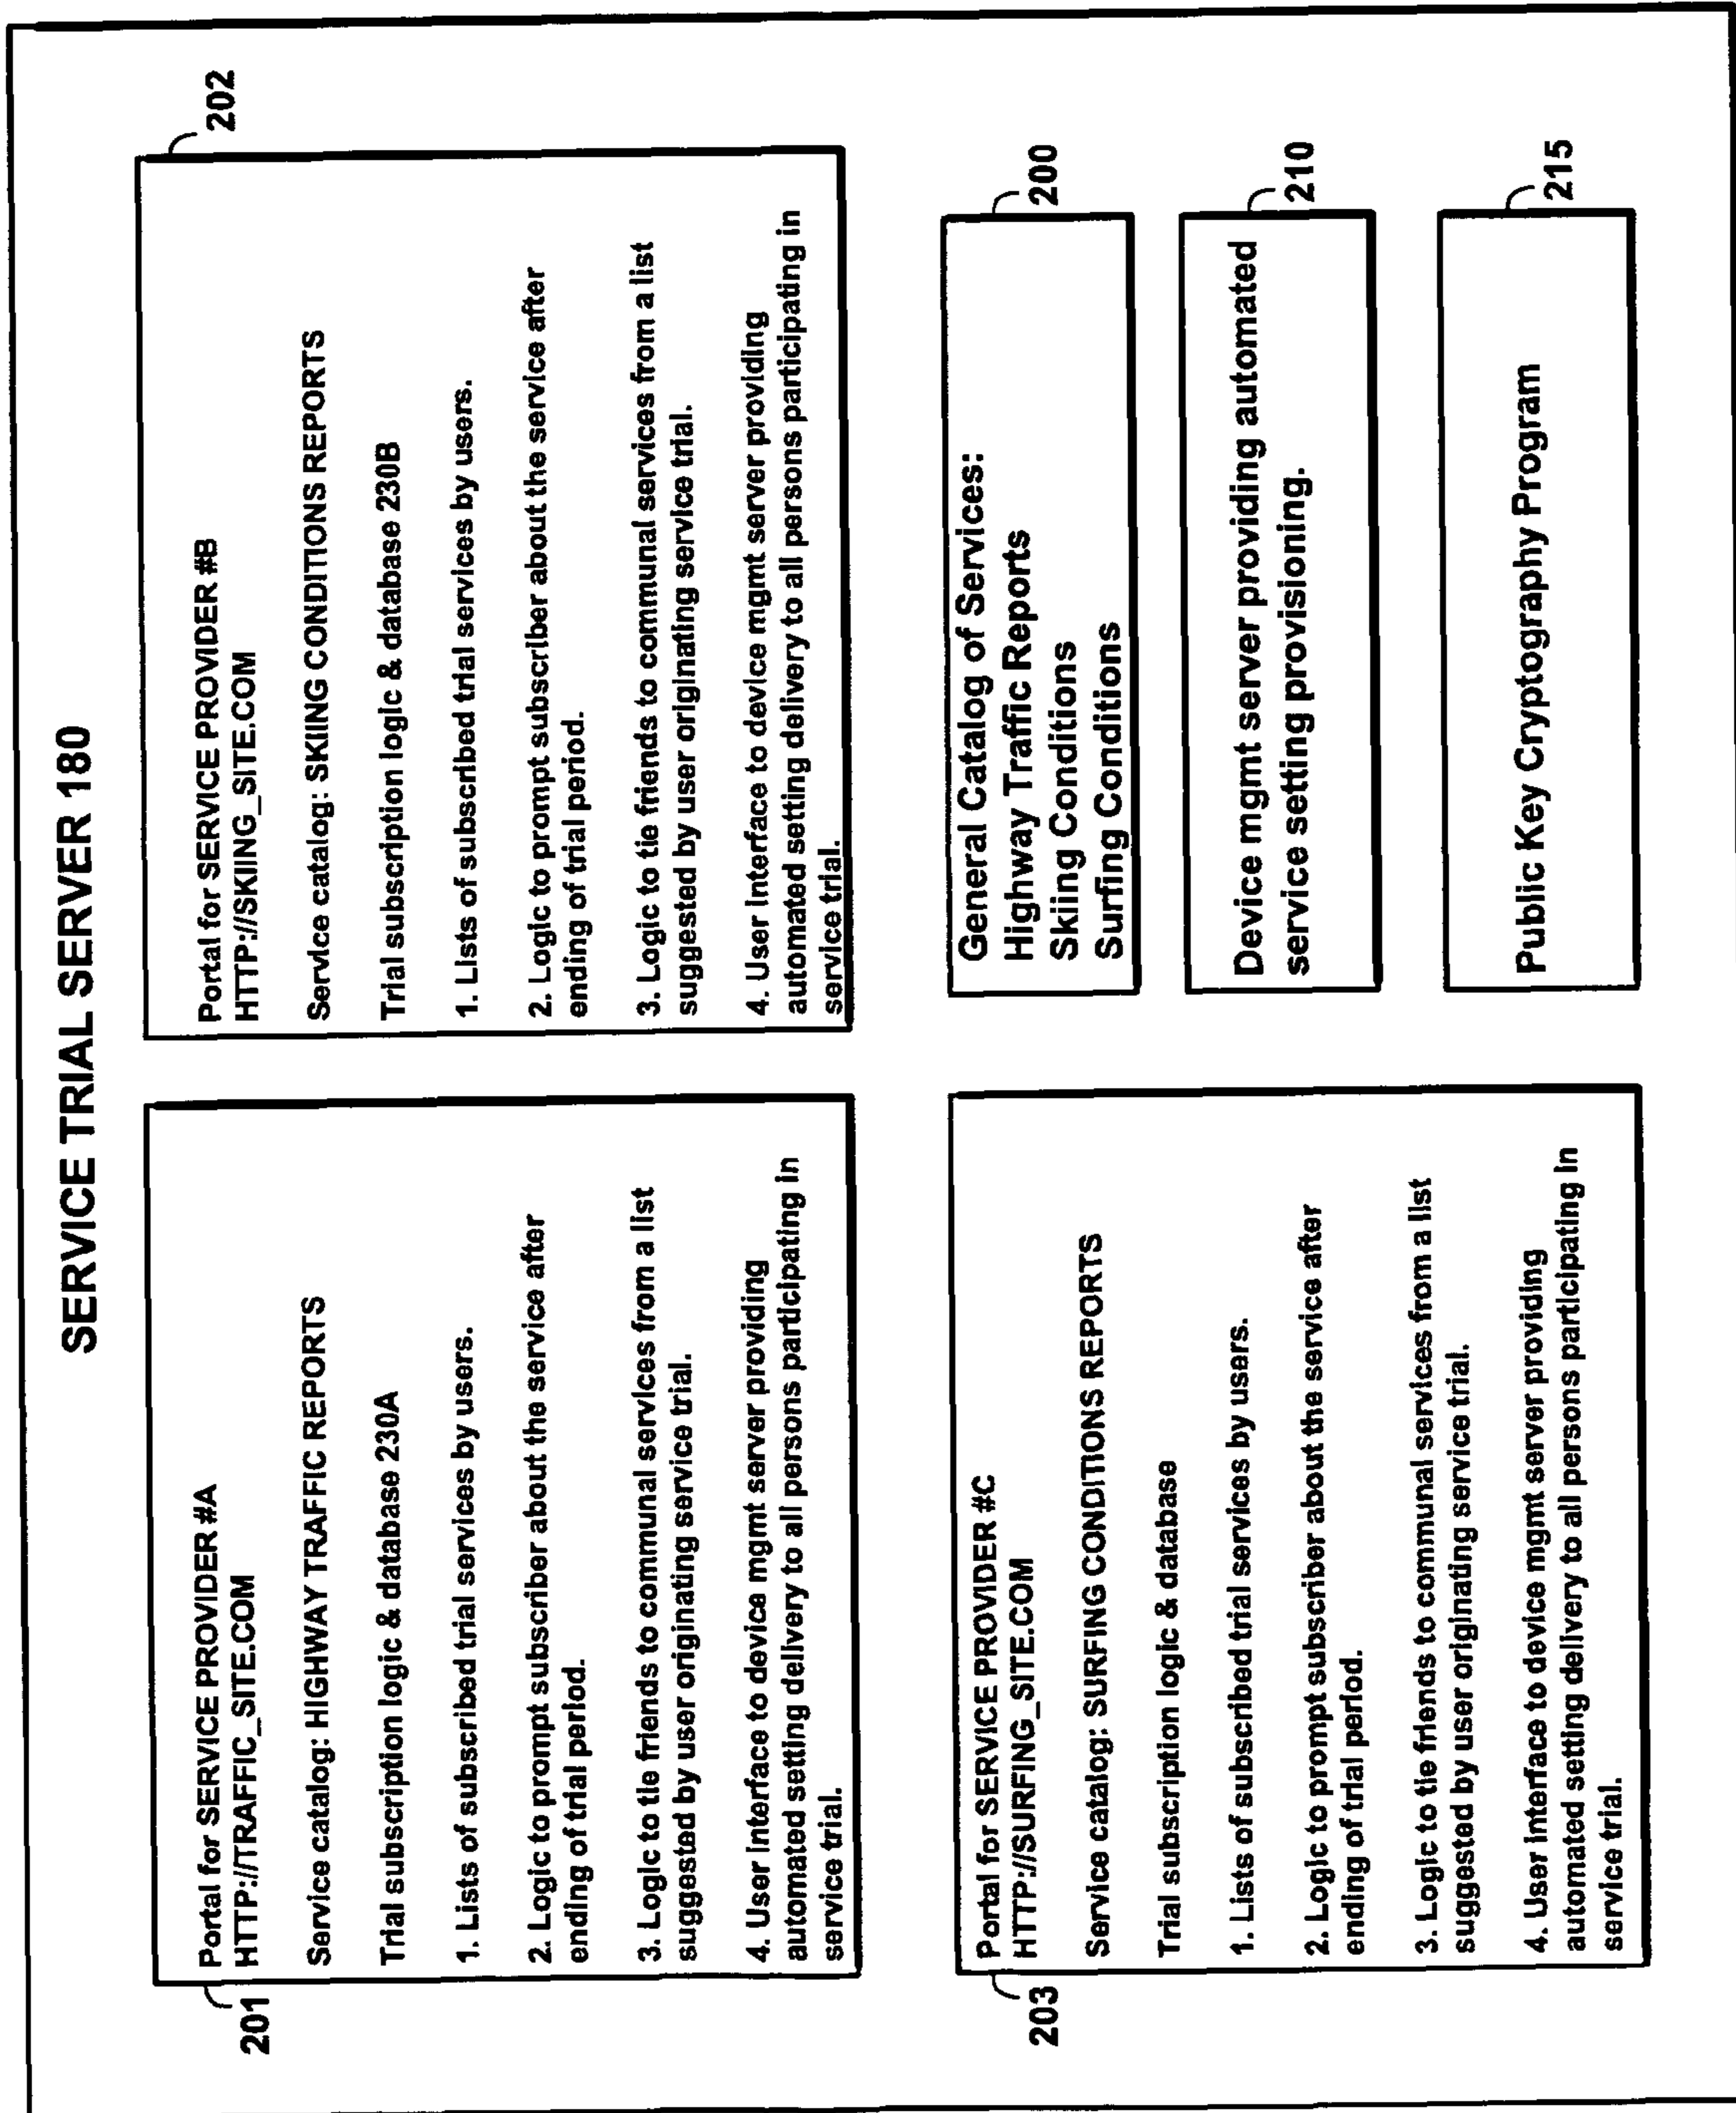 SERVICE TRIAL SERVER 180
201
Portal for SERVICE PROVIDER #A
HTTP://TRAFFIC_SITE.COM
Service catalog: HIGHWAY TRAFFIC REPORTS
Trial subscription logic & database 230A
1. Lists of subscribed trial services by users.
2. Logic to prompt subscriber about the service after
ending of trial period.
3. Logic to tie friends to communal services from a list
suggested by user originating service trial.
4. User Interface to device mgmt server providing
automated setting delivery to all persons participating in
service trial.
202
Portal for SERVICE PROVIDER #B
HTTP://SKIING_SITE.COM
Service catalog: SKIING CONDITIONS REPORTS
Trial subscription logic & database 230B
1. Lists of subscribed trial services by users.
2. Logic to prompt subscriber about the service after
ending of trial period.
3. Logic to tie friends to communal services from a list
suggested by user originating service trial.
4. User Interface to device mgmt server providing
automated setting delivery to all persons participating in
service trial.
203
Portal for SERVICE PROVIDER #C
HTTP://SURFING_SITE.COM
Service catalog: SURFING CONDITIONS REPORTS
Trial subscription logic & database
1. Lists of subscribed trial services by users.
2. Logic to prompt subscriber about the service after
ending of trial period.
3. Logic to tie friends to communal services from a list
suggested by user originating service trial.
4. User Interface to device mgmt server providing
automated setting delivery to all persons participating in
service trial.
200
General Catalog of Services:
Highway Traffic Reports
Skiing Conditions
Surfing Conditions
210
Device mgmt server providing automated
service setting provisioning.
215
Public Key Cryptography Program